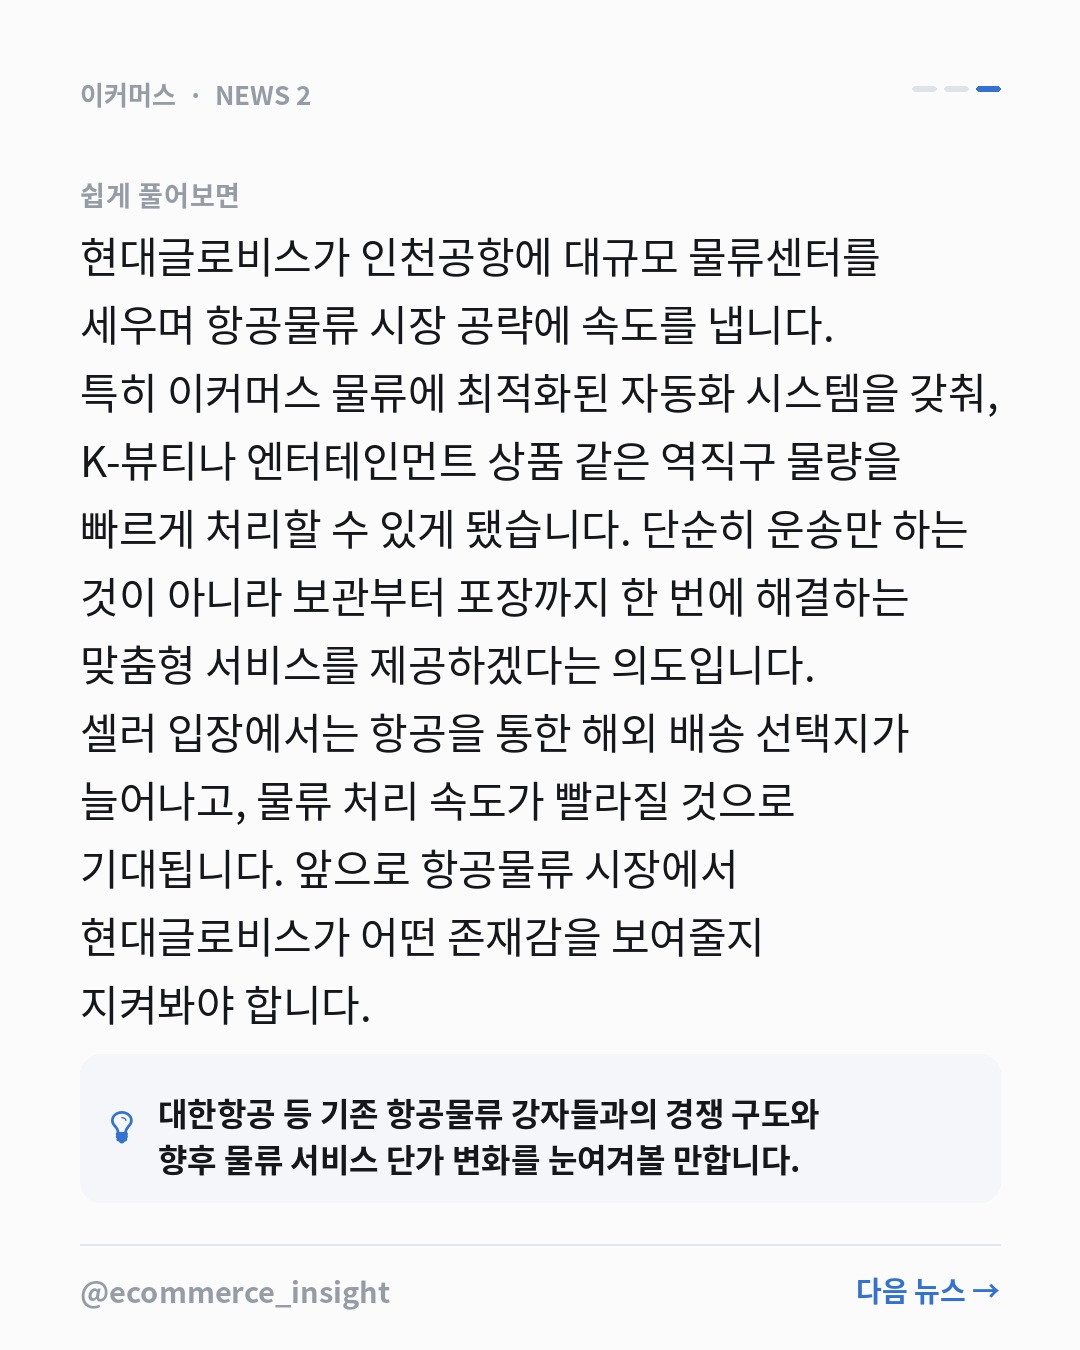 이커머스 · NEWS 2
쉽게 풀어보면
현대글로비스가 인천공항에 대규모 물류센터를
세우며 항공물류 시장 공략에 속도를 냅니다.
특히 이커머스 물류에 최적화된 자동화 시스템을 갖춰,
K-뷰티나 엔터테인먼트 상품 같은 역직구 물량을
빠르게 처리할 수 있게 됐습니다. 단순히 운송만 하는
것이 아니라 보관부터 포장까지 한 번에 해결하는
맞춤형 서비스를 제공하겠다는 의도입니다.
셀러 입장에서는 항공을 통한 해외 배송 선택지가
늘어나고, 물류 처리 속도가 빨라질 것으로
기대됩니다. 앞으로 항공물류 시장에서
현대글로비스가 어떤 존재감을 보여줄지
지켜봐야 합니다.
대한항공 등 기존 항공물류 강자들과의 경쟁 구도와
향후 물류 서비스 단가 변화를 눈여겨볼 만합니다.
@ecommerce_insight
다음 뉴스 →